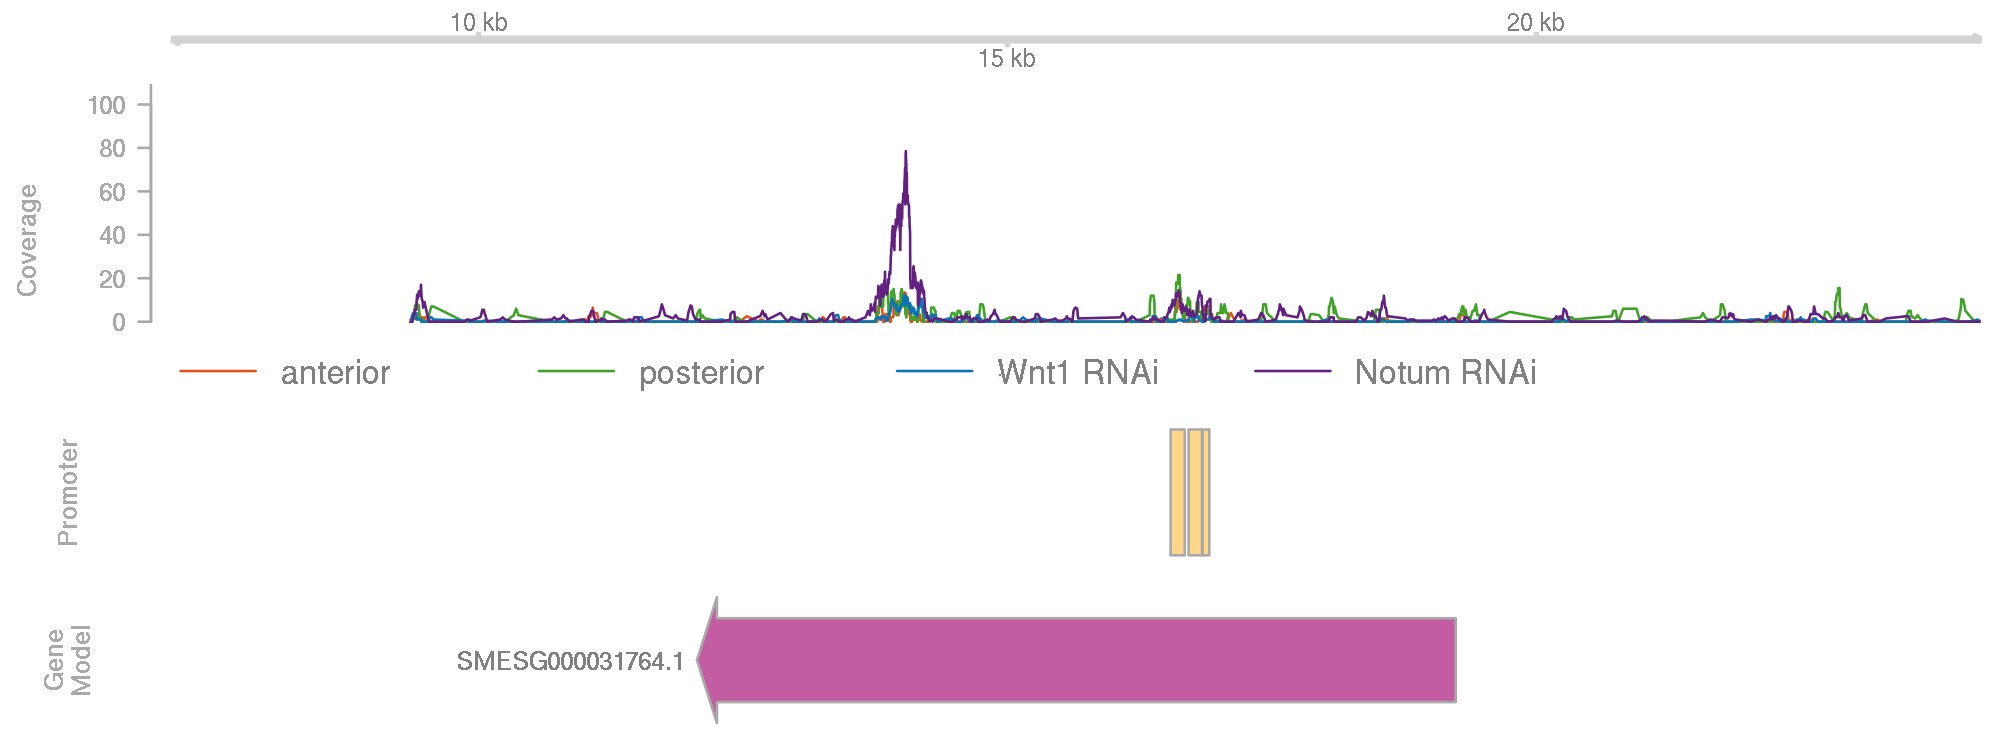 10 kb
20 kb
15 kb
Coverage
100
80
60
40
20
0
anterior
posterior
Wnt1 RNAi
Notum RNAi
Promoter
Gene
Model
SMESG000031764.1